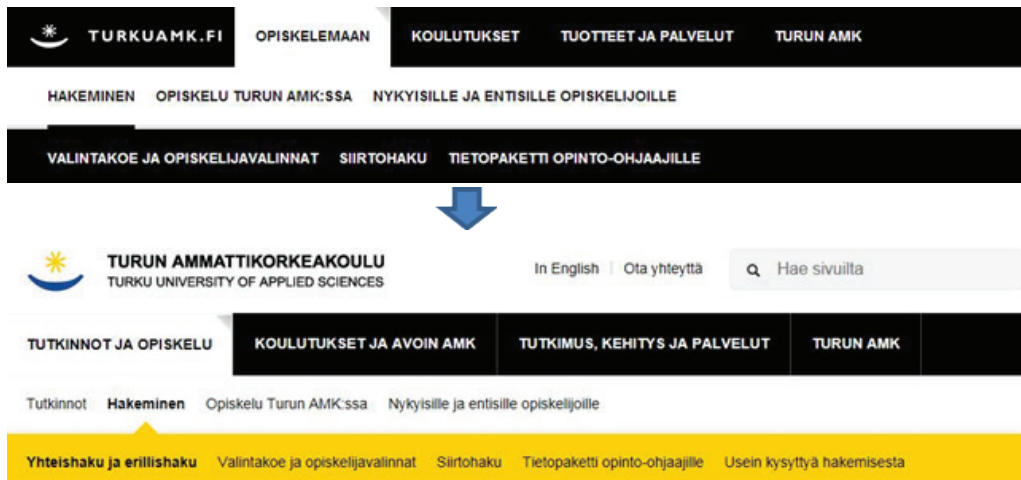 TURKUAMK.FI OPISKELEMAAN KOULUTUKSET TUOTTEET JA PALVELUT TURUN AMK
HAKEMINEN OPISKELU TURUN AMK:SSA NYKYISILLE JA ENTISILLE OPISKELIJOILLE
VALINTAKOE JA OPISKELIJAVALINNAT SIIRTOHAKU TIETOPAKETTI OPINTO-OHJAAJILLE
TURUN AMMATTIKORKEAKOULU
TURKU UNIVERSITY OF APPLIED SCIENCES
In English Ota yhteyttä Hae sivuilta
TUTKINNOT JA OPISKELU KOULUTUKSET JA AVOIN AMK TUTKIMUS, KEHITYS JA PALVELUT TURUN AMK
Tutkinnot Hakeminen Opiskelu Turun AMK:ssa Nykyisille ja entisille opiskelijoille
Yhteishaku ja erillishaku Valintakoe ja opiskelijavalinnat Siirtohaku Tietopaketti opinto-ohjaajille Usein kysyttyä hakemisesta